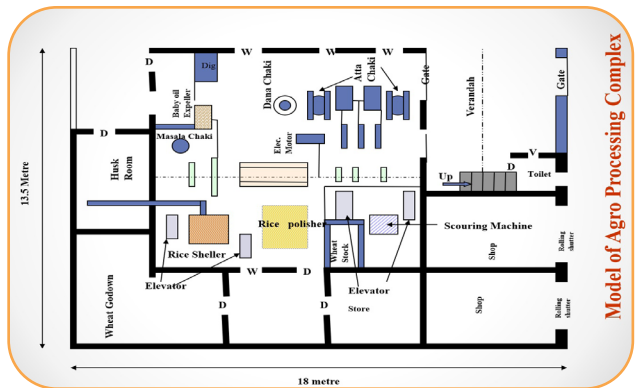 Model of Agro Processing Complex
W
W
W
D
Dig
Baby oil
Expeller
Dana Chaki
Atta
Chaki
Gate
Verandah
Gate
D
Masala Chaki
Elec.
Motor
Husk
Room
V
D
Up
Toilet
13.5 Metre
Rice polisher
Scouring Machine
Rice Sheller
Wheat
Stock
Shop
Rolling
shutter
W
D
Elevator
Elevator
D
D
Store
Wheat Godown
Shop
Rolling
shutter
18 metre